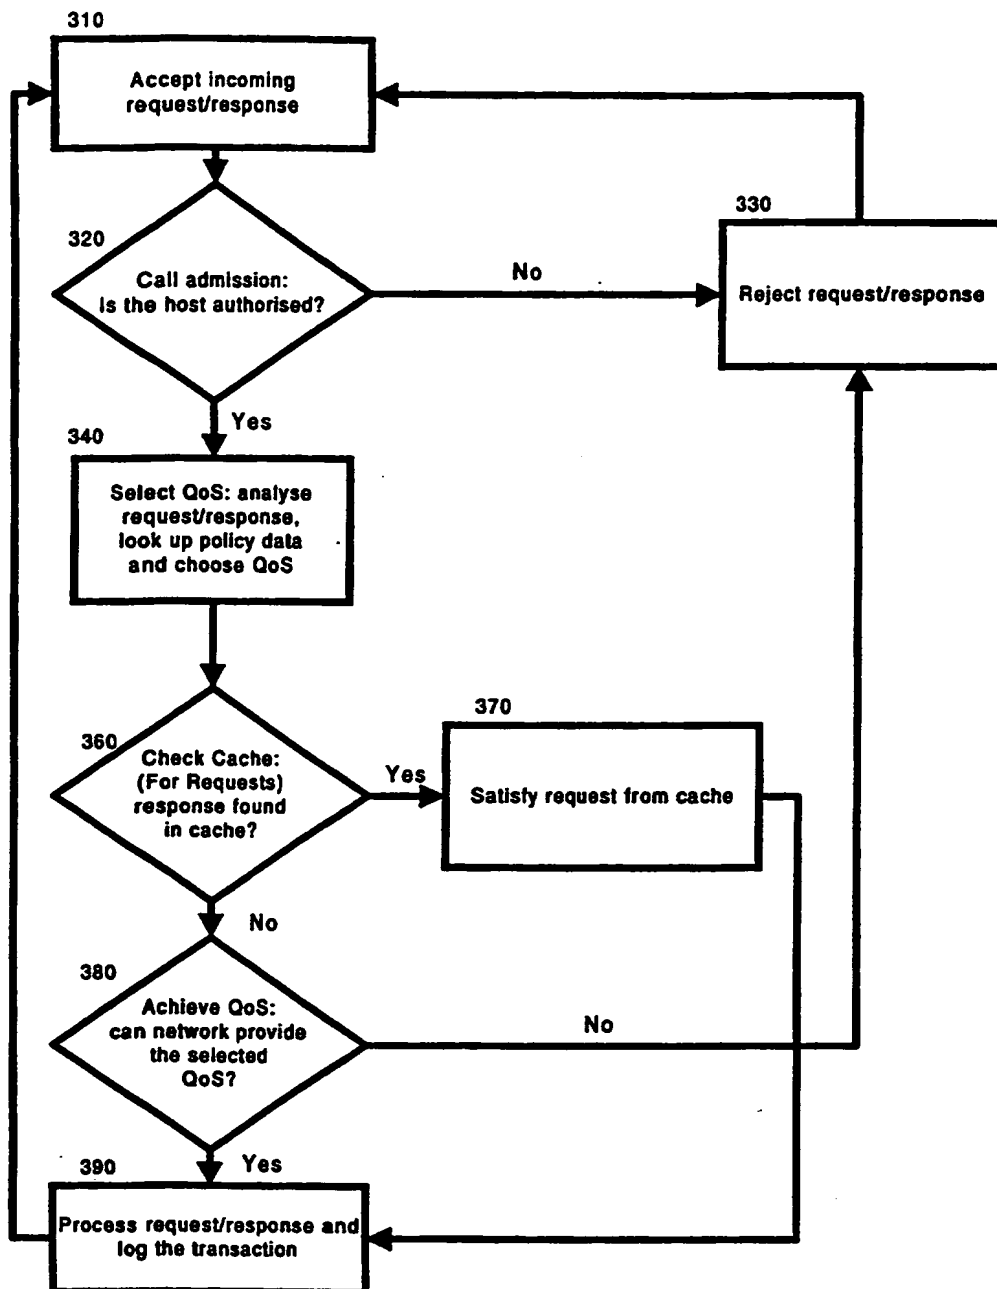 310
Accept incoming
request/response
320
Call admission:
Is the host authorised?
No
330
Reject request/response
Yes
340
Select QoS: analyse
request/response,
look up policy data
and choose QoS
360
Check Cache:
(For Requests)
response found
in cache?
Yes
370
Satisfy request from cache
No
380
Achieve QoS:
can network provide
the selected
QoS?
No
Yes
390
Process request/response and
log the transaction